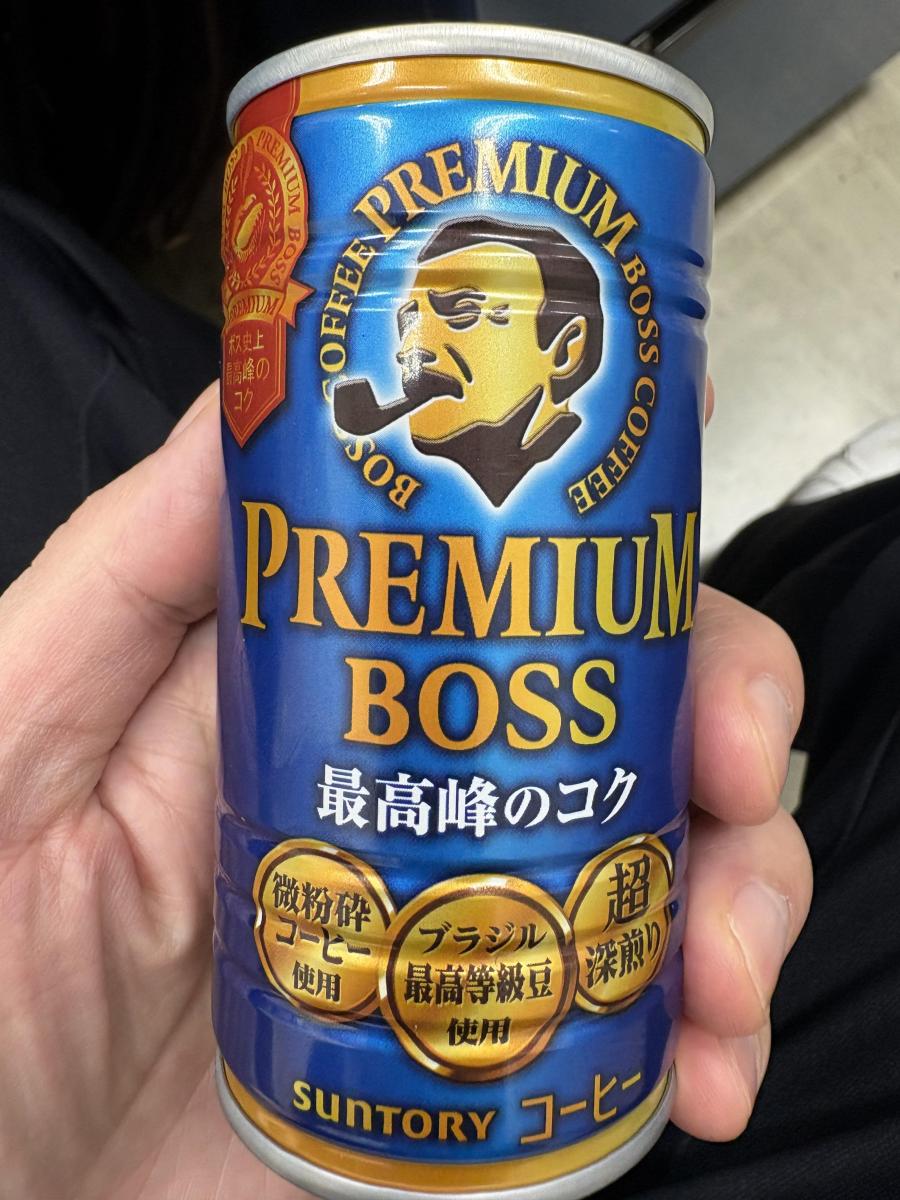 BOSS COFFEE PREMIUM BOSS COFFEE
BOSS PREMIUM BOSS
PREMIUM
ボス史上
最高峰の
コク
PREMIUM
BOSS
最高峰のコク
微粉砕
コーヒー
使用
ブラジル
最高等級豆
使用
超
深煎り
SUNTORY コーヒー